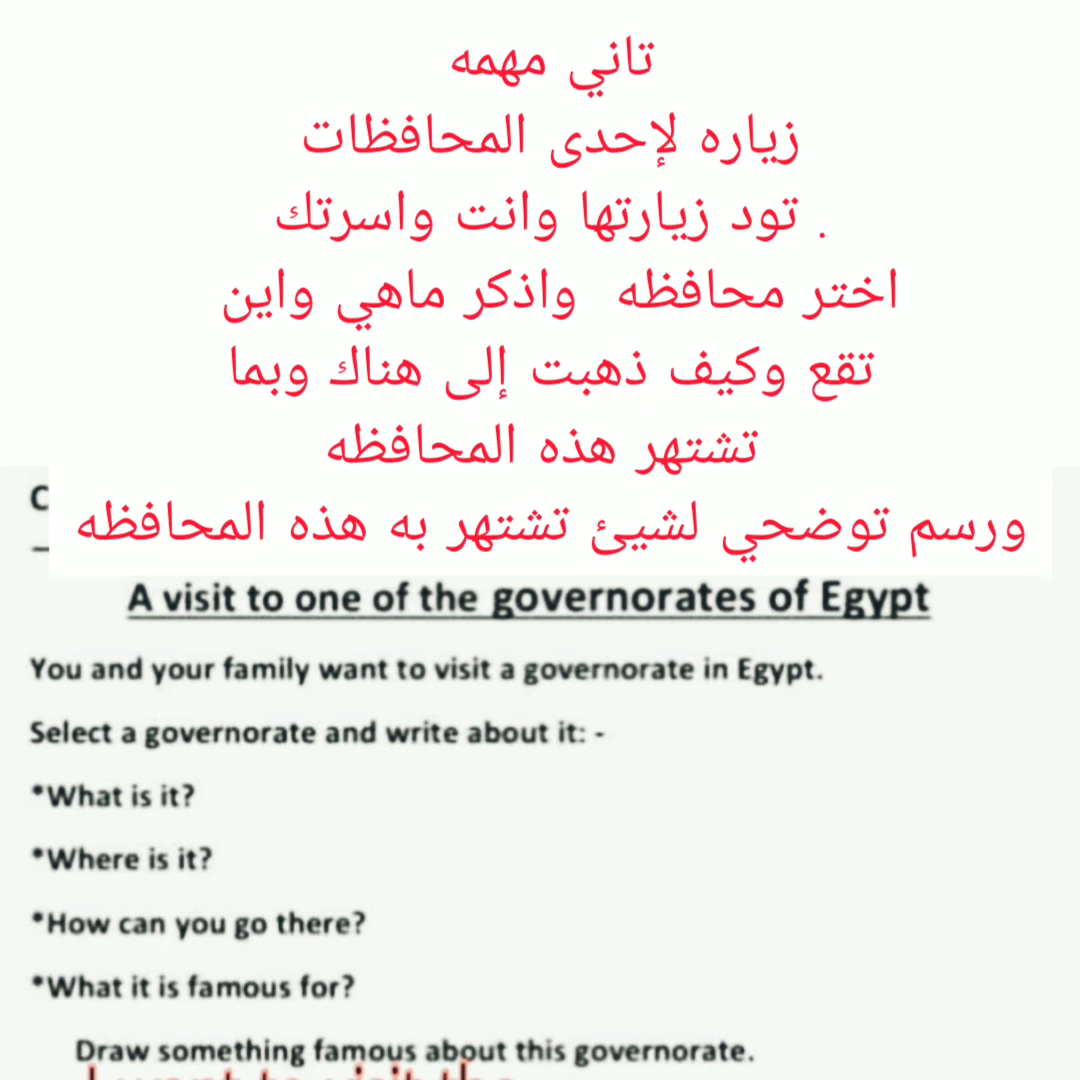 تاني مهمه
زياره لإحدى المحافظات
. تود زيارتها وانت واسرتك
اختر محافظه واذكر ماهي واين
تقع وكيف ذهبت إلى هناك وبما
تشتهر هذه المحافظه
ورسم توضحي لشيئ تشتهر به هذه المحافظه
A visit to one of the governorates of Egypt
You and your family want to visit a governorate in Egypt.
Select a governorate and write about it: -
*What is it?
*Where is it?
*How can you go there?
*What it is famous for?
Draw something famous about this governorate.